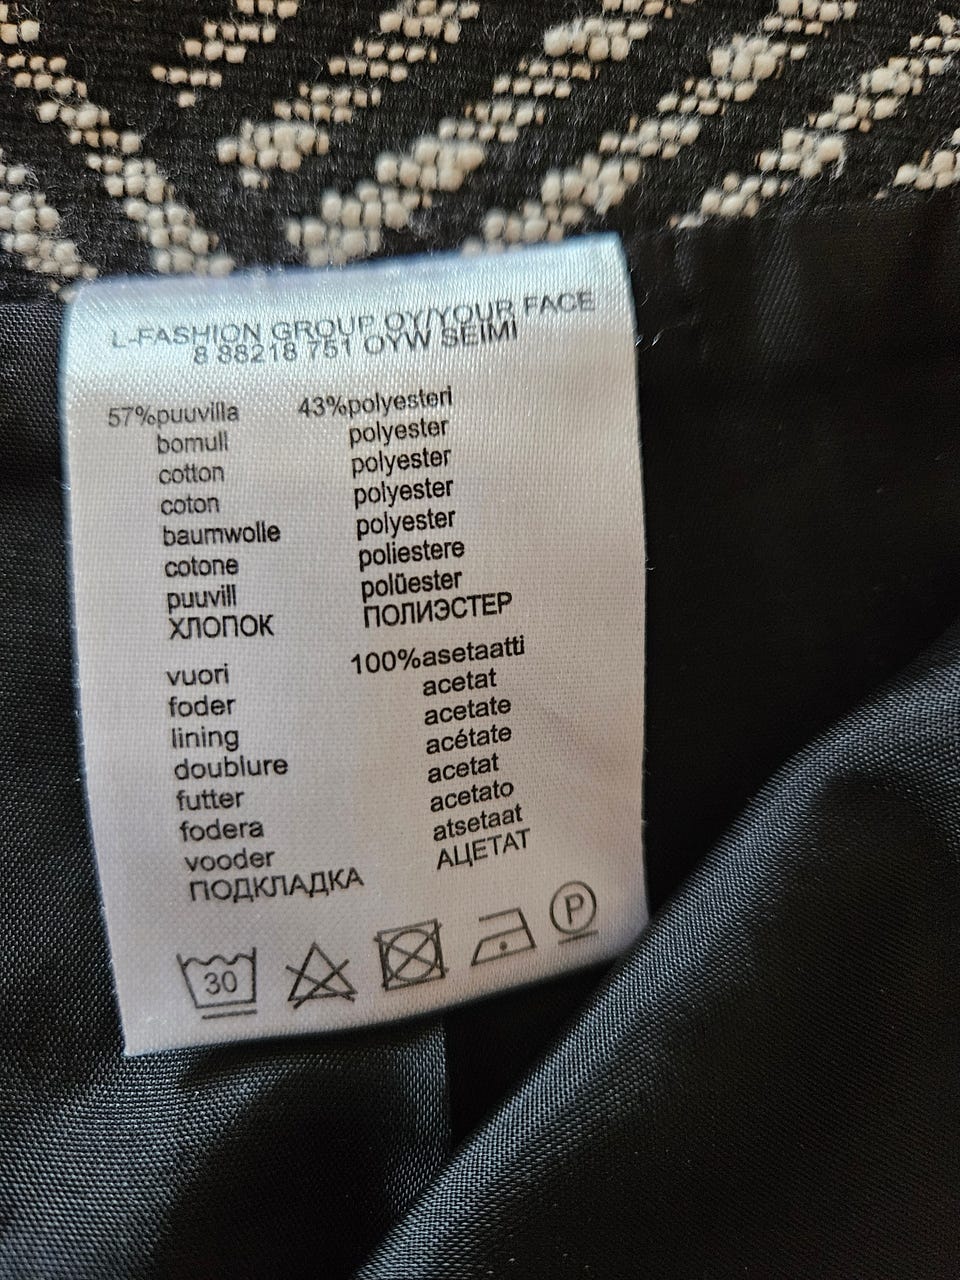 L-FASHION GROUP OY/YOUR FACE
8 88218 751 OYW SEIMI
57%puuvilla 43%polyesteri
bomull polyester
cotton polyester
coton polyester
baumwolle polyester
cotone poliestere
puuvill polüester
ХЛОПОК ПОЛИЭСТЕР
vuori 100%asetaatti
foder acetat
lining acetate
doublure acétate
futter acetat
fodera acetato
vooder atsetaat
ПОДКЛАДКА АЦЕТАТ
30 P